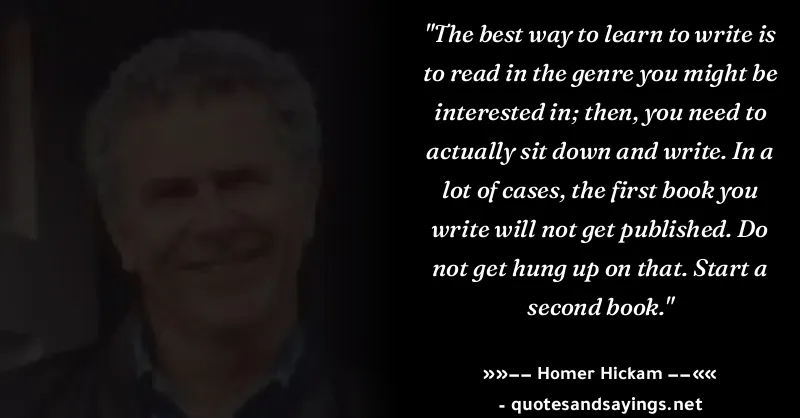 "The best way to learn to write is
to read in the genre you might be
interested in; then, you need to
actually sit down and write. In a
lot of cases, the first book you
write will not get published. Do
not get hung up on that. Start a
second book."
»»−− Homer Hickam −−««
- quotesandsayings.net